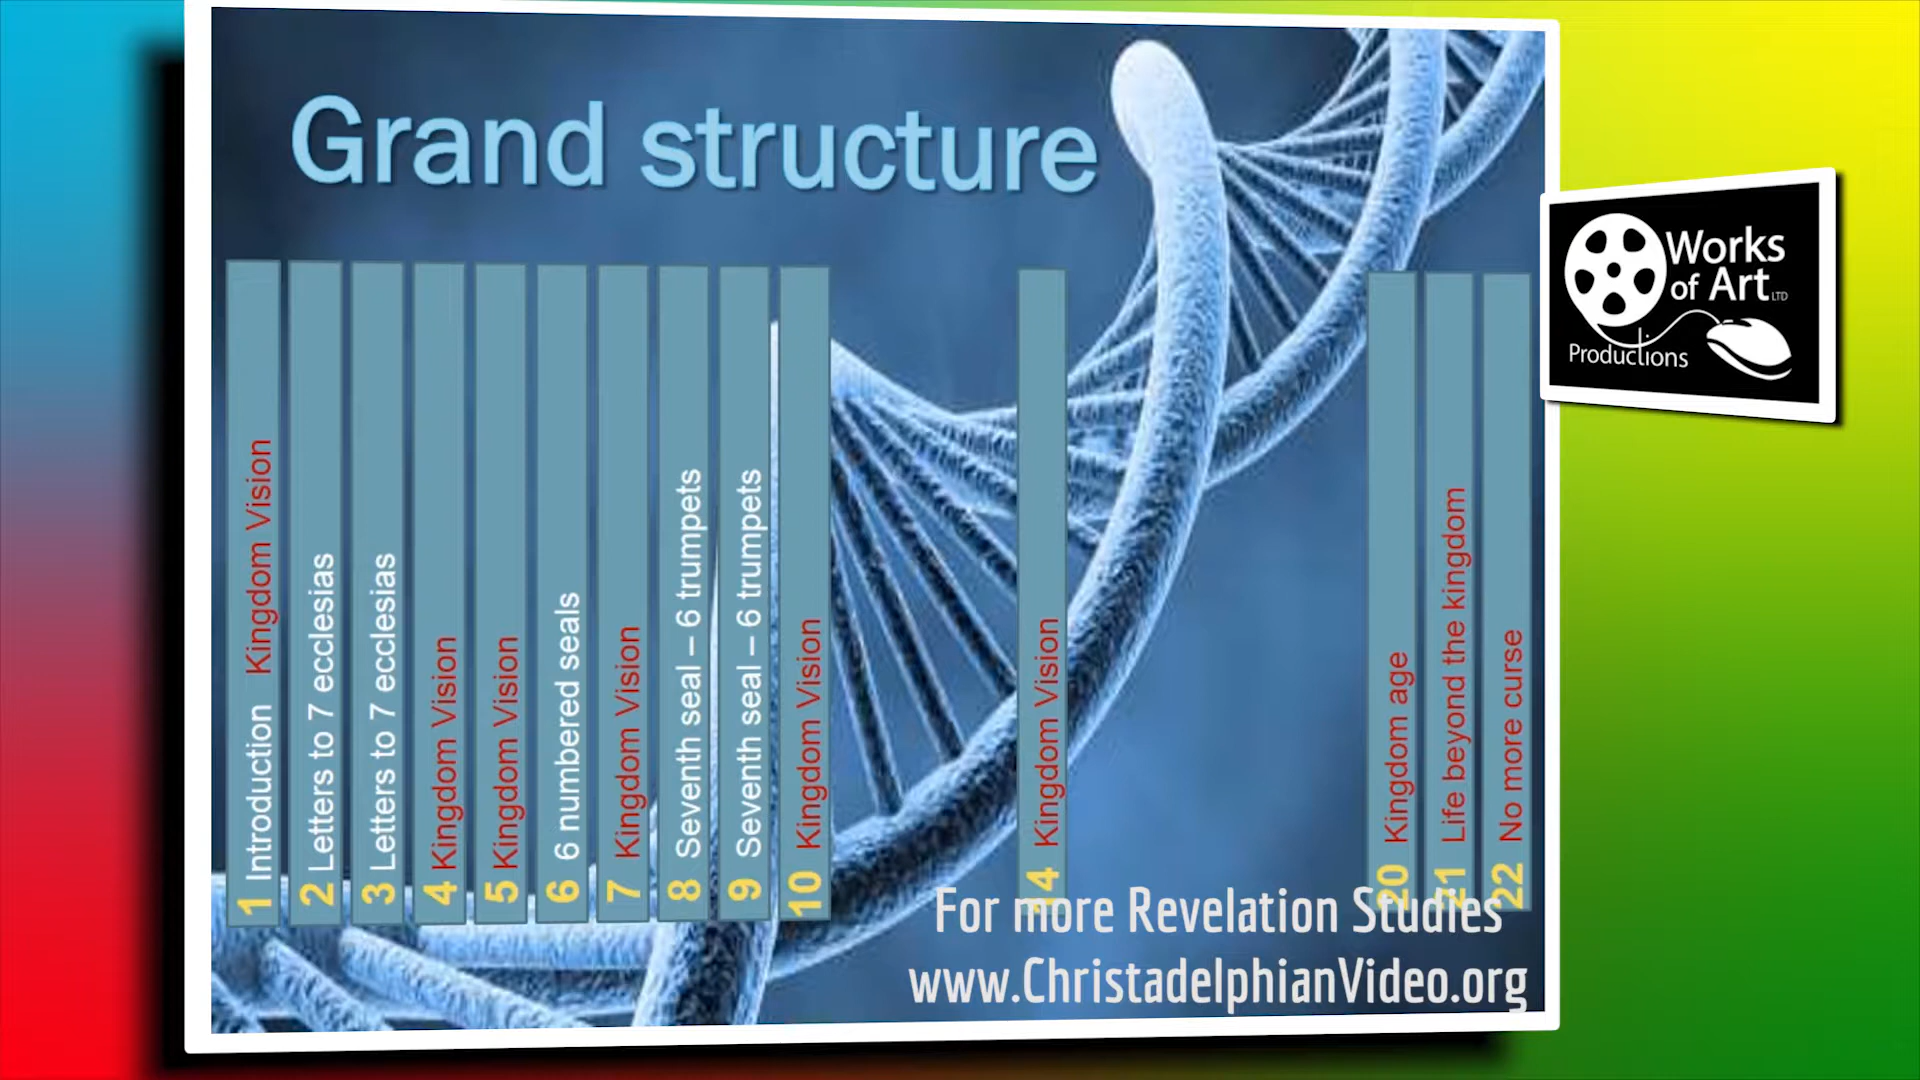 Grand structure
1 Introduction Kingdom Vision
2 Letters to 7 ecclesias
3 Letters to 7 ecclesias
4 Kingdom Vision
5 Kingdom Vision
6 6 numbered seals
7 Kingdom Vision
8 Seventh seal – 6 trumpets
9 Seventh seal – 6 trumpets
10 Kingdom Vision
14 Kingdom Vision
20 Kingdom age
21 Life beyond the kingdom
22 No more curse
For more Revelation Studies
www.ChristadelphianVideo.org
Works
of Art LTD
Productions